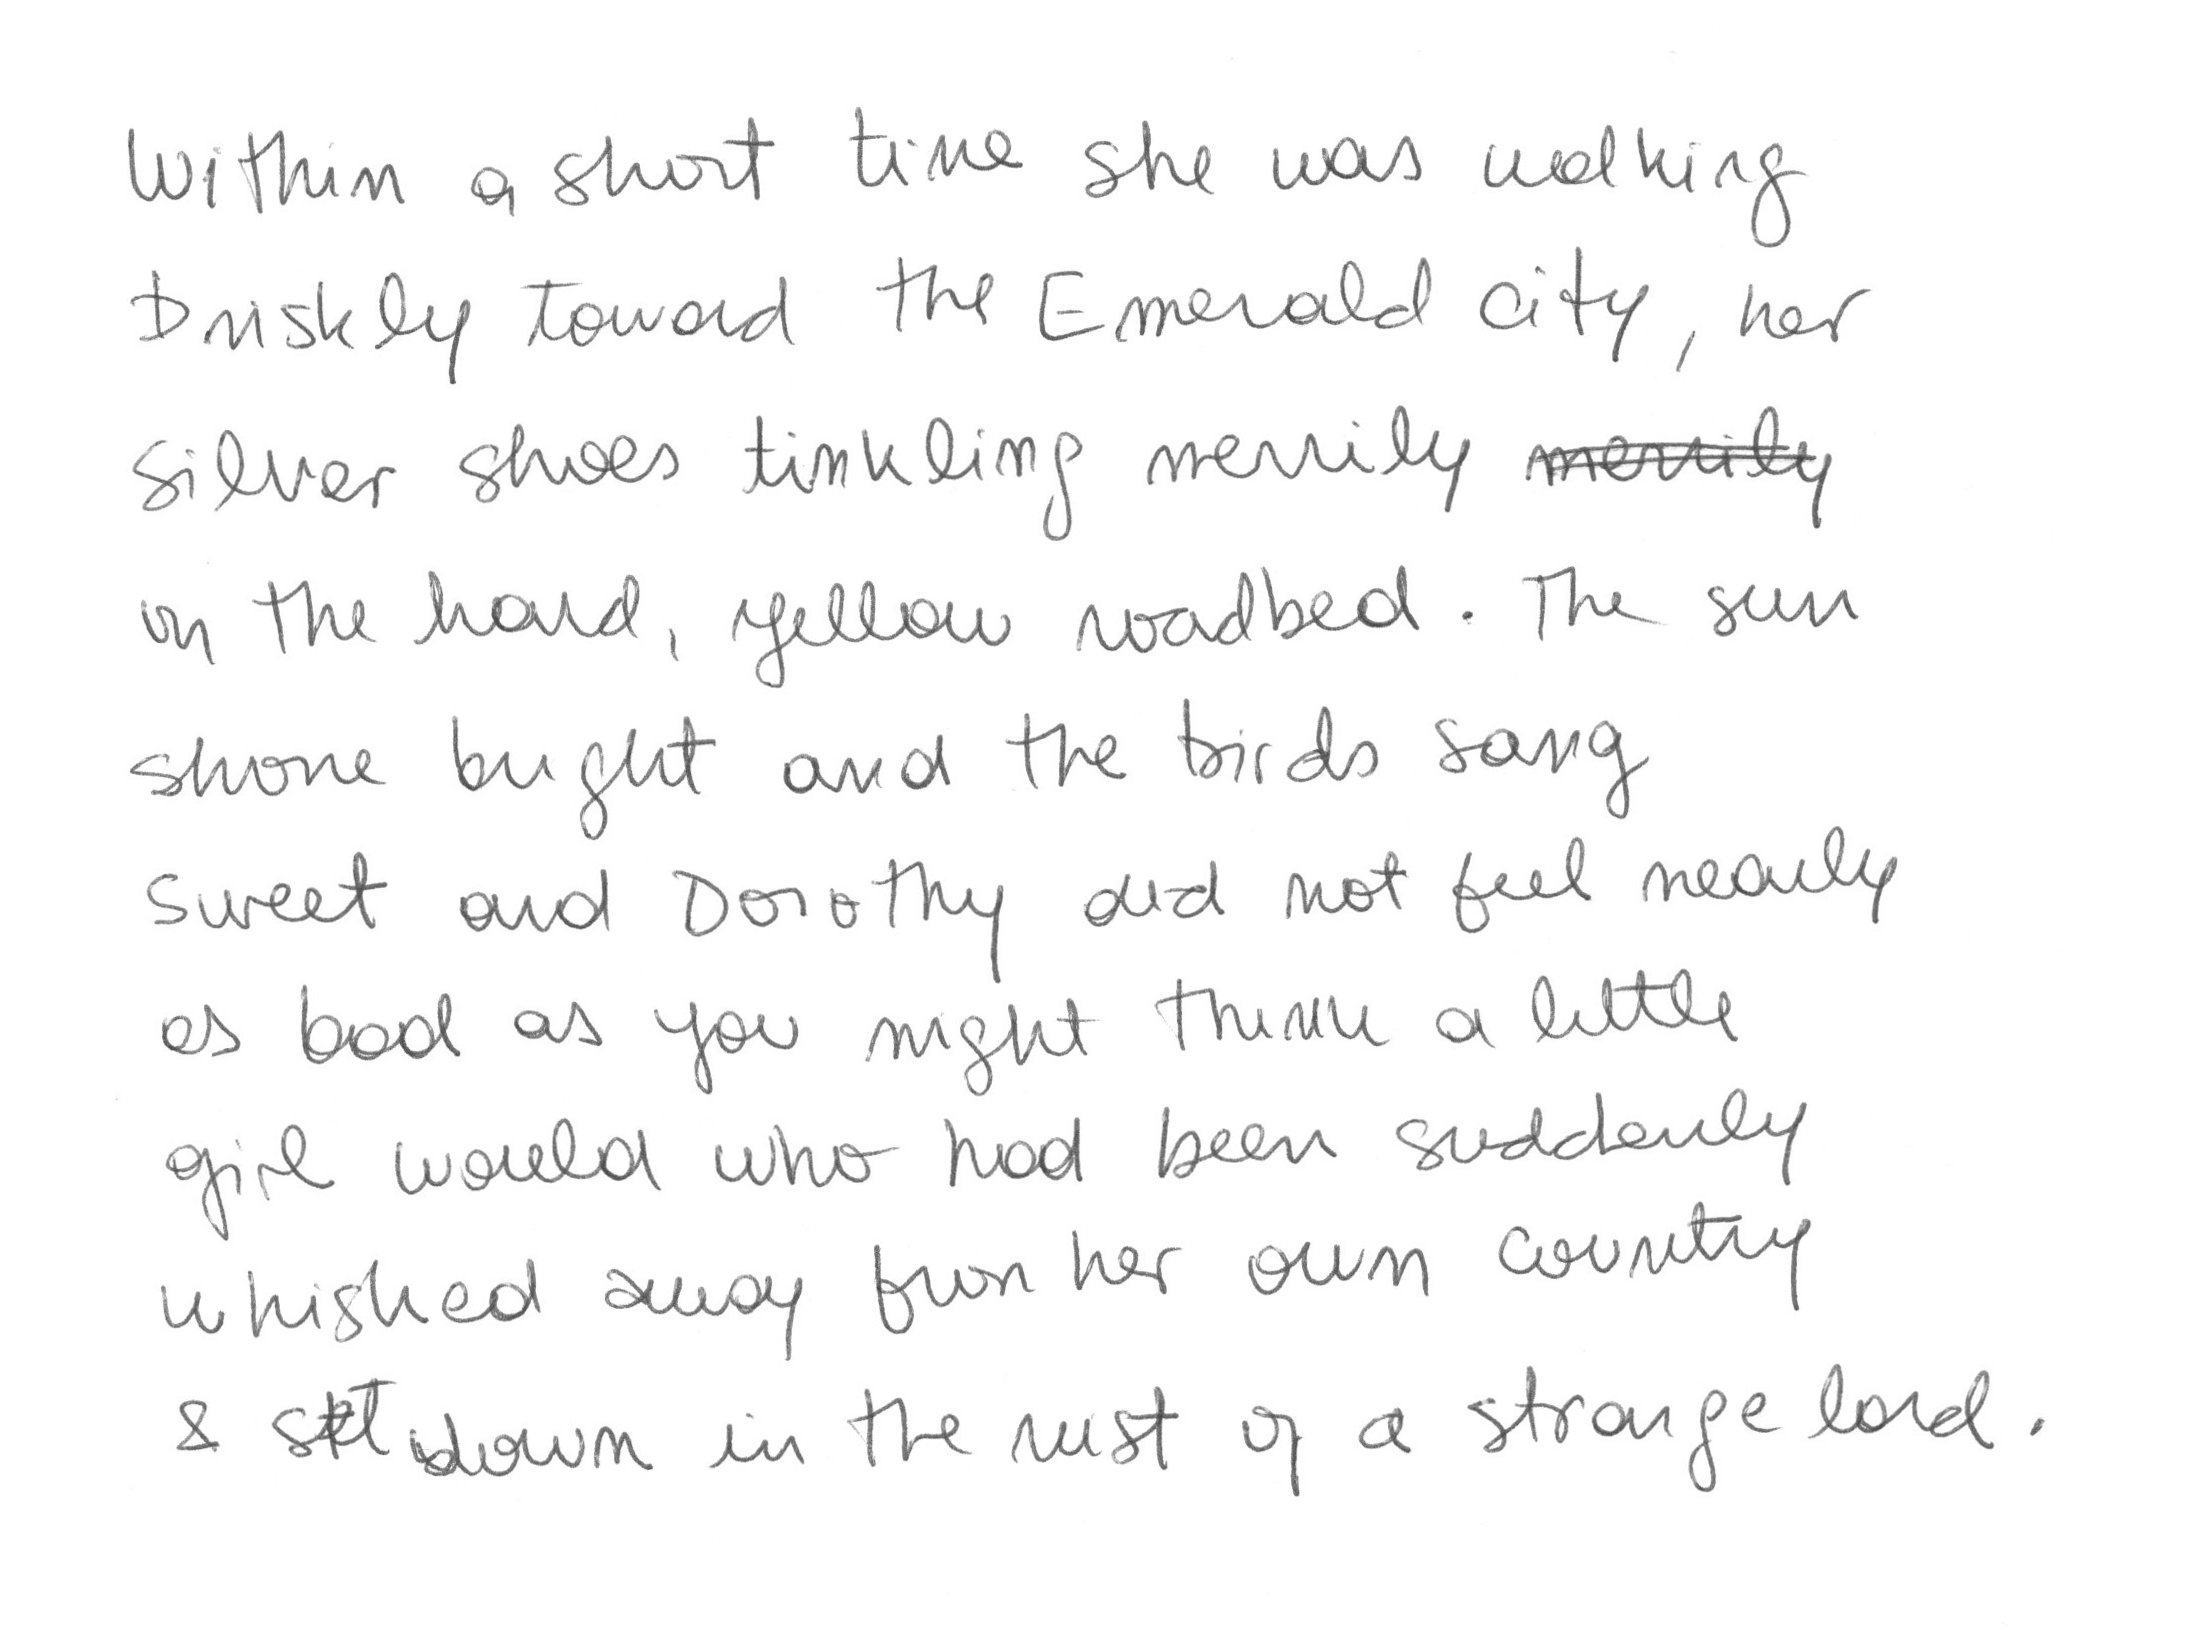 Within a short time she was walking
briskly toward the Emerald City, her
silver shoes tinkling merrily merrily
on the hard, yellow roadbed. The sun
shone bright and the birds sang
sweet and Dorothy did not feel nearly
as bad as you might think a little
girl would who had been suddenly
whished away from her own country
& set down in the mist of a strange land.